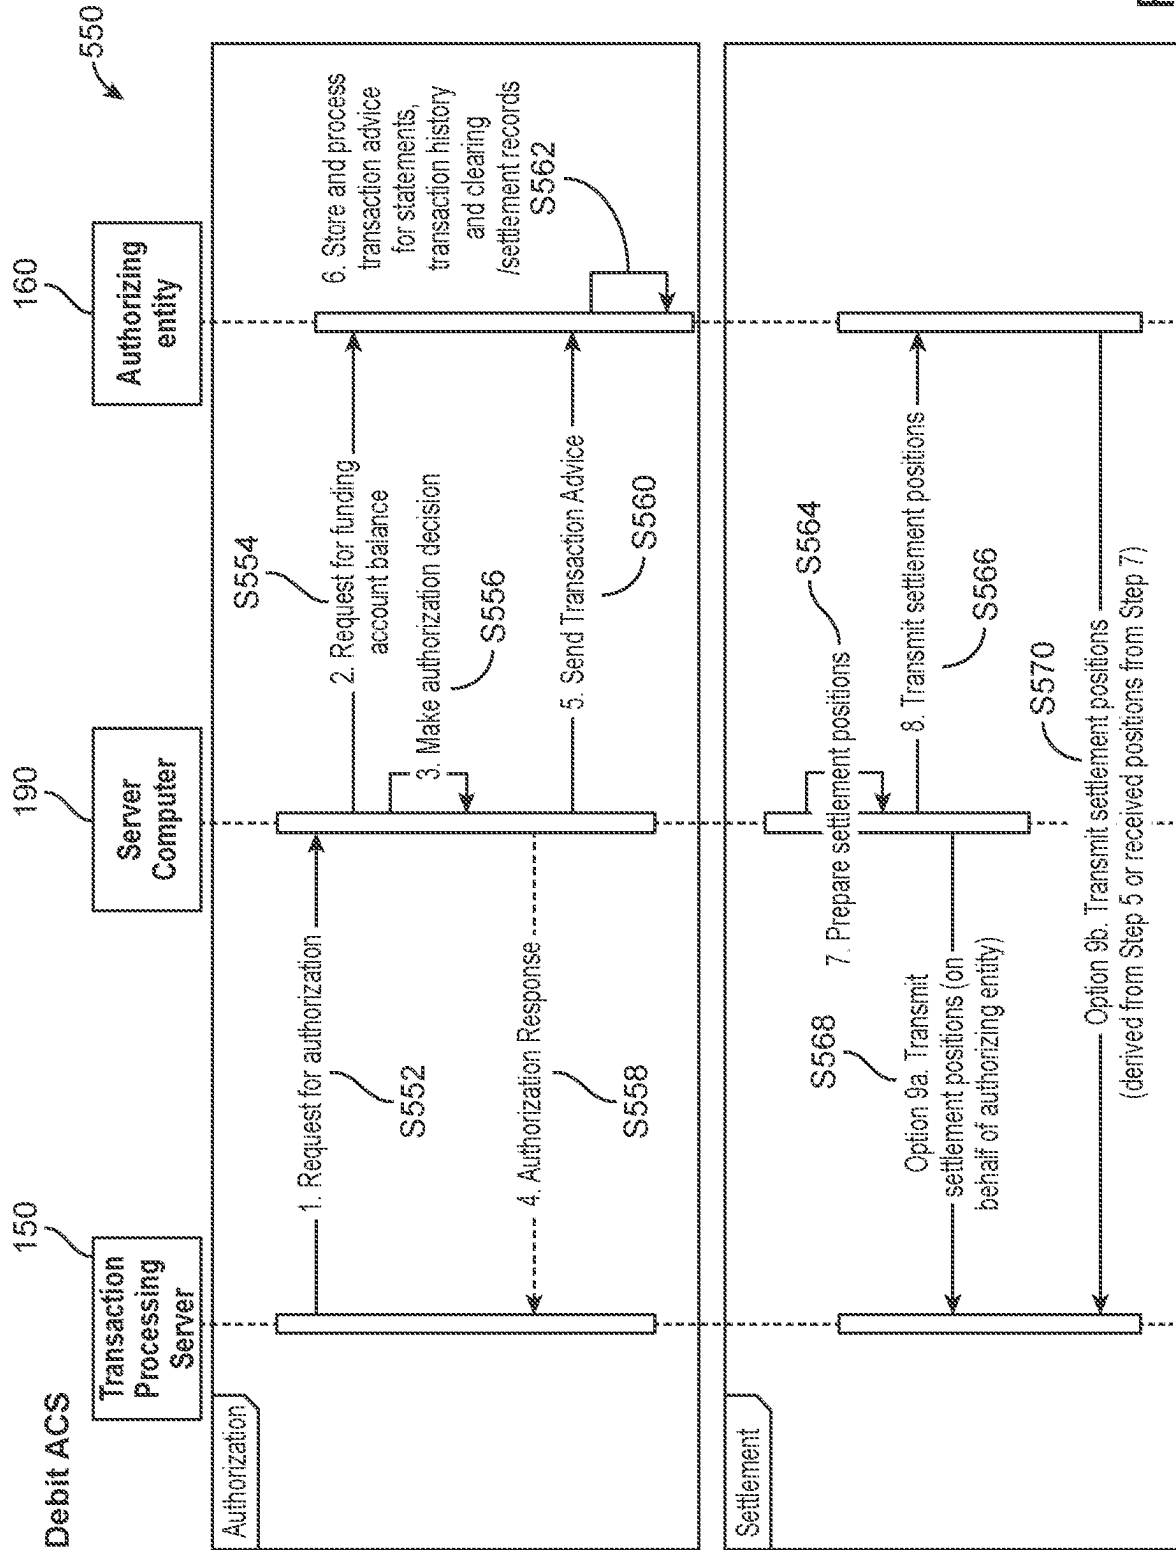 Debit ACS
550
150
Transaction
Processing
Server
190
Server
Computer
160
Authorizing
entity
Authorization
1. Request for authorization
S552
S554
2. Request for funding
account balance
3. Make authorization decision
S556
4. Authorization Response
S558
5. Send Transaction Advice
S560
6. Store and process
transaction advice
for statements,
transaction history
and clearing
/settlement records
S562
Settlement
7. Prepare settlement positions
S564
8. Transmit settlement positions
S566
S568
Option 9a. Transmit
settlement positions (on
behalf of authorizing entity)
S570
Option 9b. Transmit settlement positions
(derived from Step 5 or received positions from Step 7)